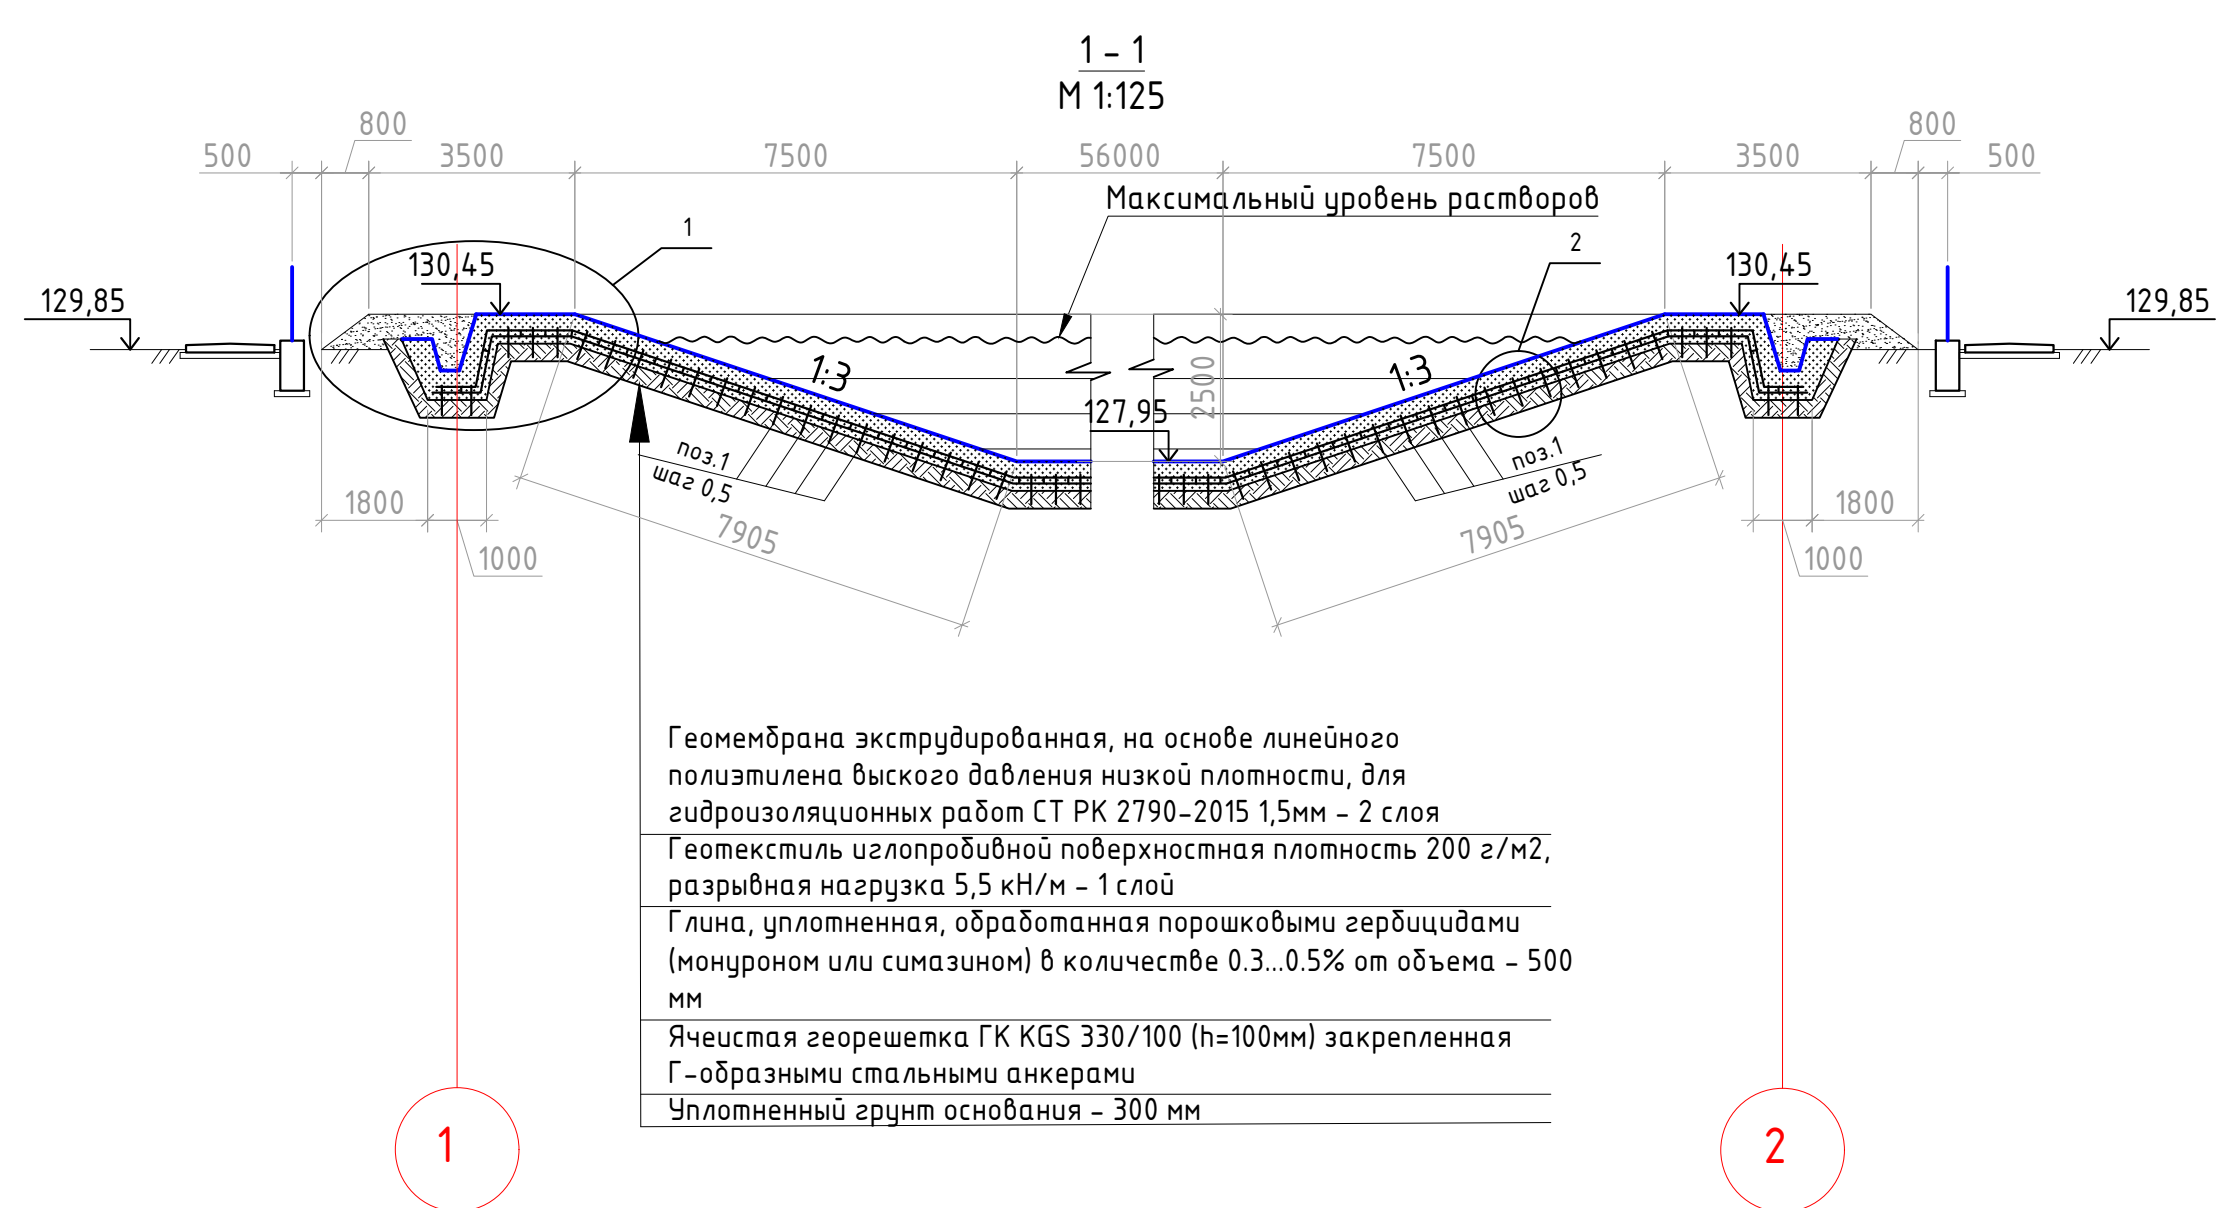 1 - 1
М 1:125
800
800
500
3500
7500
56000
7500
3500
500
Максимальный уровень растворов
1
2
130,45
130,45
129,85
129,85
1:3
1:3
2500
127,95
поз.1
шаг 0,5
поз.1
шаг 0,5
1800
7905
7905
1800
1000
1000
Геомембрана экструдированная, на основе линейного
полиэтилена выского давления низкой плотности, для
гидроизоляционных работ СТ РК 2790-2015 1,5мм - 2 слоя
Геотекстиль иглопробивной поверхностная плотность 200 г/м2,
разрывная нагрузка 5,5 кН/м - 1 слой
Глина, уплотненная, обработанная порошковыми гербицидами
(монуроном или симазином) в количестве 0.3...0.5% от объема - 500
мм
Ячеистая георешетка ГК KGS 330/100 (h=100мм) закрепленная
Г-образными стальными анкерами
Уплотненный грунт основания - 300 мм
1
2